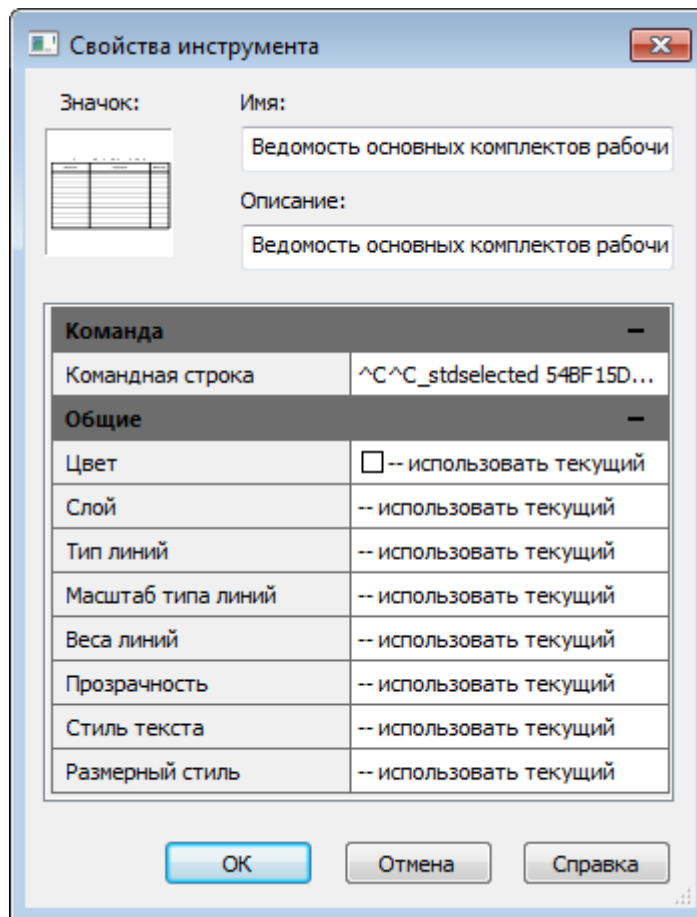 Свойства инструмента
Значок:
Имя:
Ведомость основных комплектов рабочи
Описание:
Ведомость основных комплектов рабочи
Команда
Командная строка ^C^C_stdselected 54BF15D...
Общие
Цвет -- использовать текущий
Слой -- использовать текущий
Тип линий -- использовать текущий
Масштаб типа линий -- использовать текущий
Веса линий -- использовать текущий
Прозрачность -- использовать текущий
Стиль текста -- использовать текущий
Размерный стиль -- использовать текущий
ОК Отмена Справка